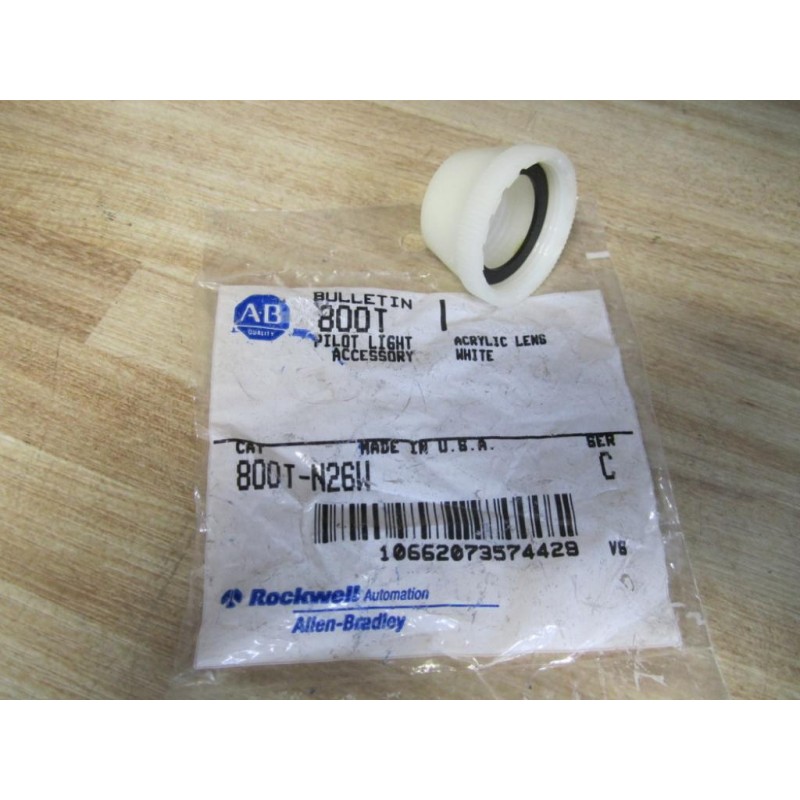 A-B
QUALITY
BULLETIN
800T 1
PILOT LIGHT ACRYLIC LENS
ACCESSORY WHITE
CAT MADE IN U.S.A. SER
800T-N26W C
10662073574428 V6
Rockwell Automation
Allen-Bradley